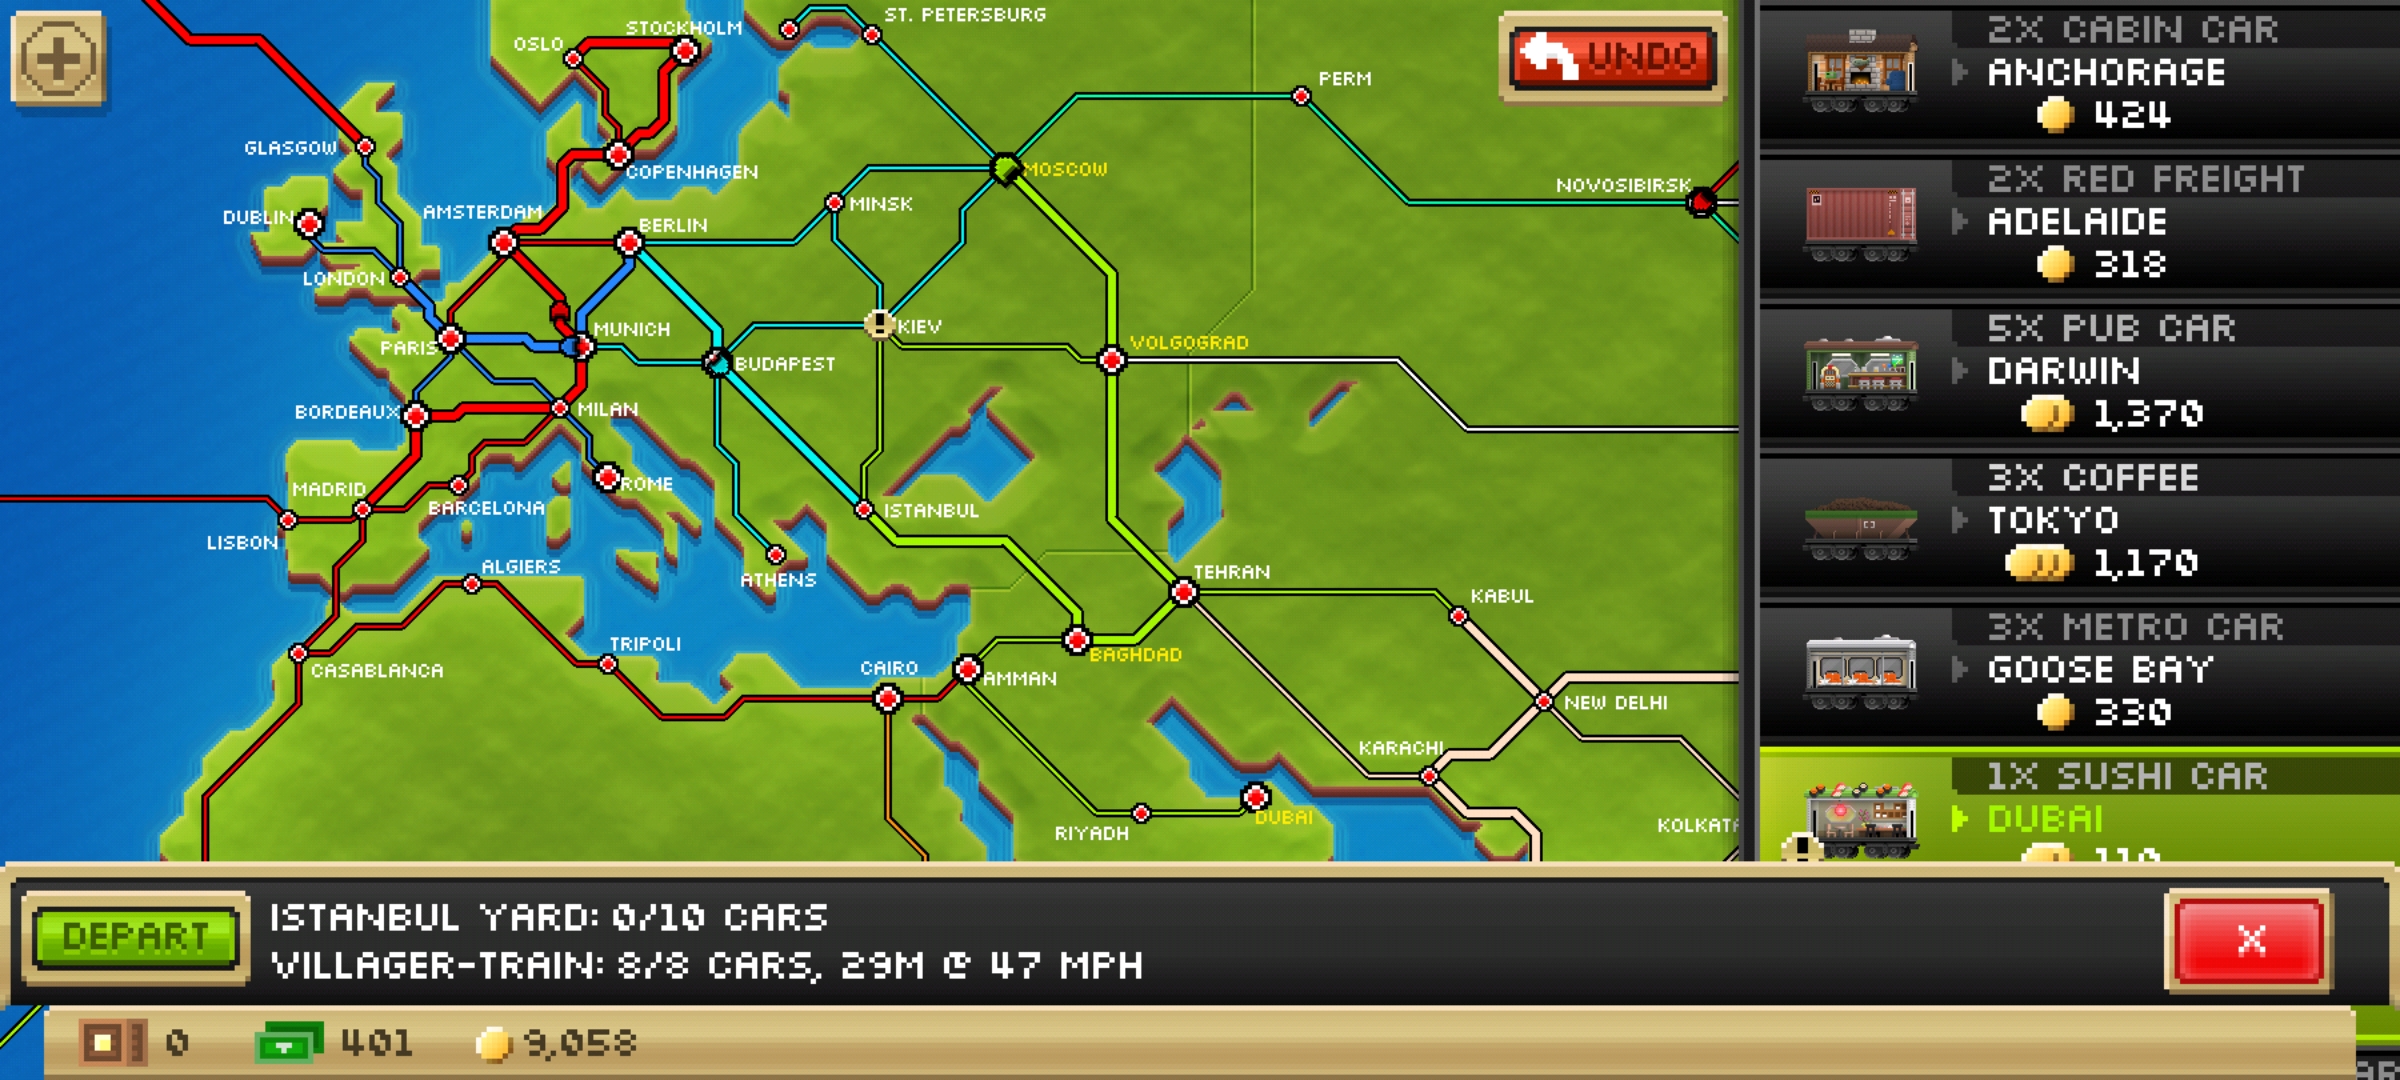 ST. PETERSBURG
STOCKHOLM
OSLO
UNDO
PERM
GLASGOW
COPENHAGEN
MOSCOW
NOVOSIBIRSK
DUBLIN
AMSTERDAM
BERLIN
MINSK
LONDON
MUNICH
KIEV
PARIS
BUDAPEST
VOLGOGRAD
BORDEAUX
MILAN
MADRID
ROME
BARCELONA
ISTANBUL
LISBON
ALGIERS
ATHENS
TEHRAN
KABUL
TRIPOLI
CASABLANCA
CAIRO
BAGHDAD
AMMAN
NEW DELHI
KARACHI
RIYADH
DUBAI
KOLKATA
2X CABIN CAR
ANCHORAGE
424
2X RED FREIGHT
ADELAIDE
318
5X PUB CAR
DARWIN
1,370
3X COFFEE
TOKYO
1,170
3X METRO CAR
GOOSE BAY
330
1X SUSHI CAR
DUBAI
110
DEPART
ISTANBUL YARD: 0/10 CARS
VILLAGER-TRAIN: 8/8 CARS, 29M @ 47 MPH
X
0
401
9,058